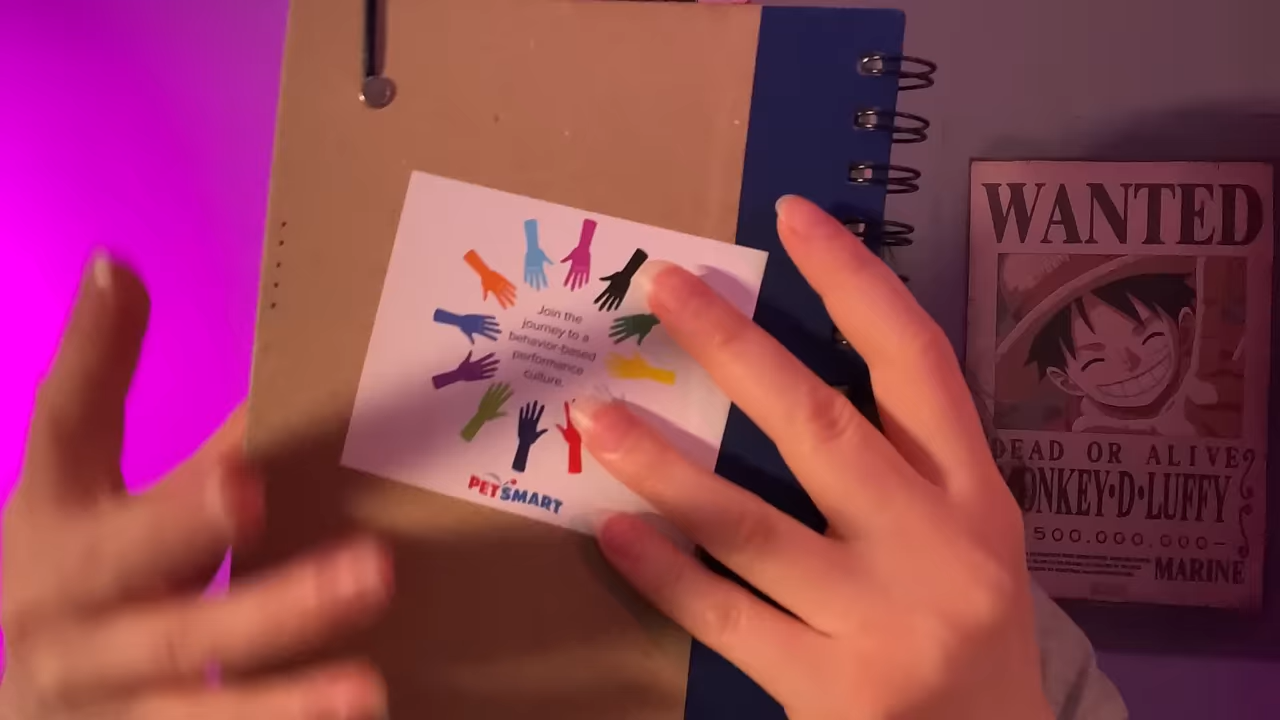 Join the
journey to a
behavior-based
performance
culture.
PETSMART
WANTED
DEAD OR ALIVE
MONKEY·D·LUFFY
500,000,000-
MARINE